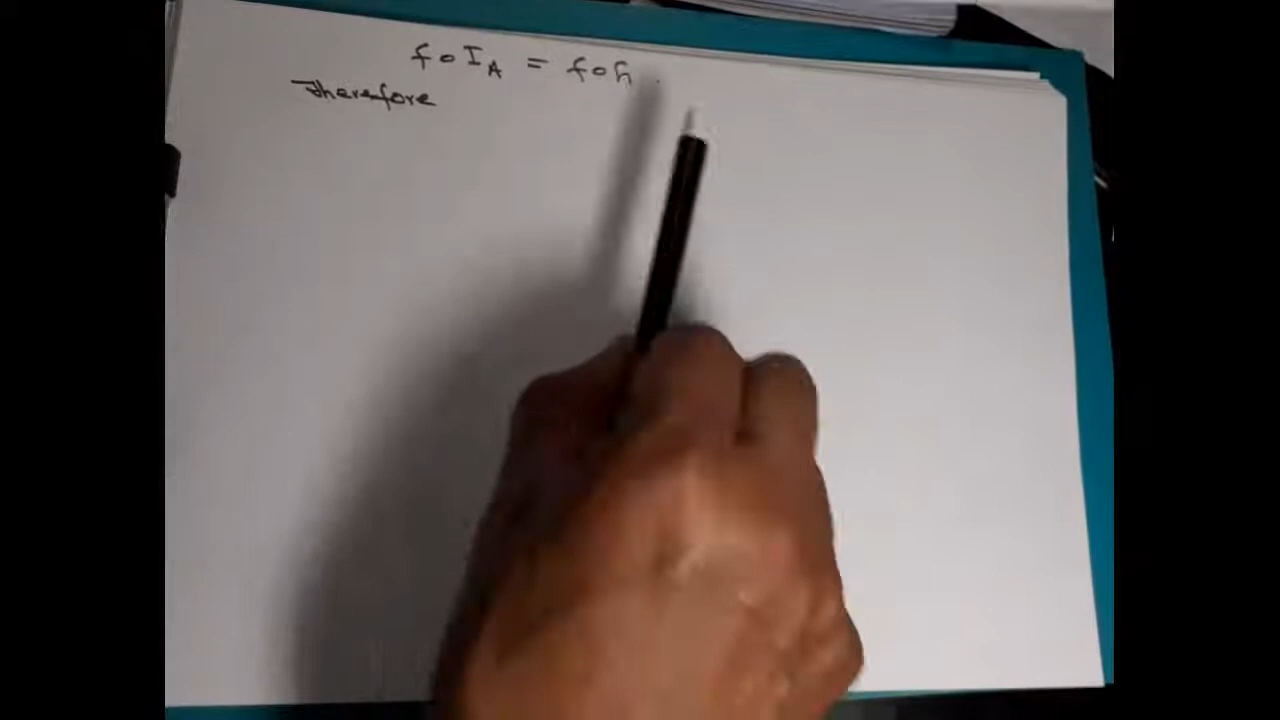 f o I_A = f o h
Therefore